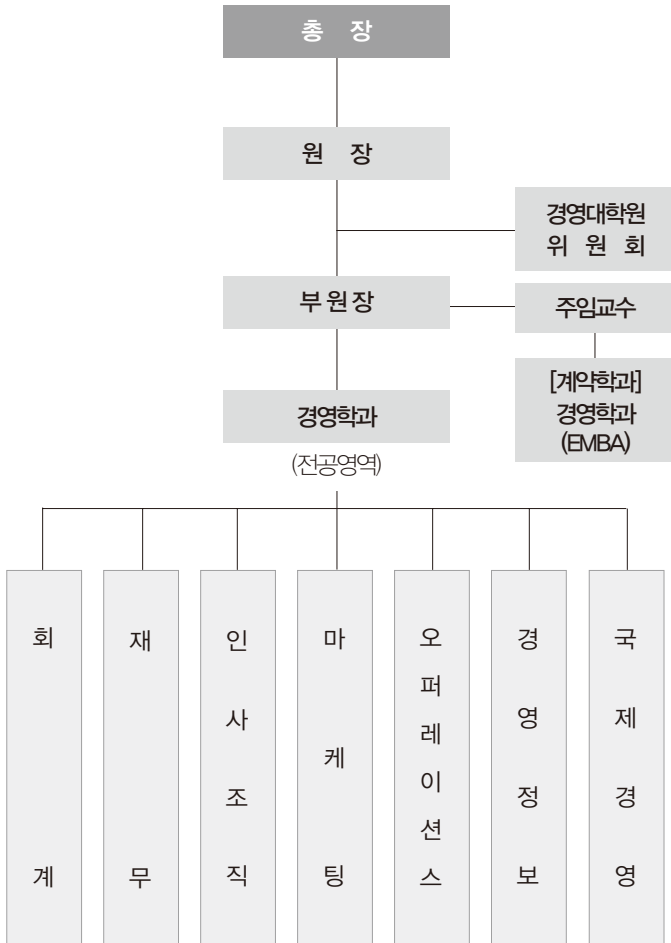 총 장
원 장
경영대학원
위 원 회
부원장
주임교수
경영학과
[계약학과]
경영학과
(EMBA)
(전공영역)
회계
재무
인사조직
마케팅
오퍼레이션스
경영정보
국제경영